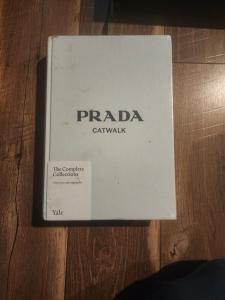 PRADA
CATWALK
The Complete
Collections
Yale